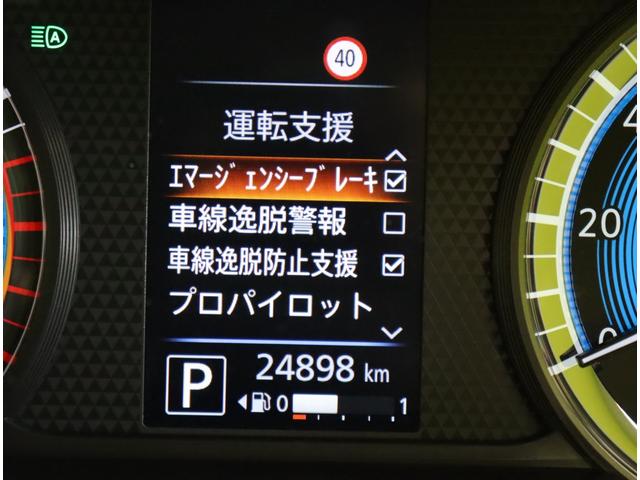 A
40
運転支援
ｴﾏｰｼﾞｪﾝｼｰﾌﾞﾚｰｷ
車線逸脱警報
車線逸脱防止支援
プロパイロット
P
24898 km
0 1
20
0